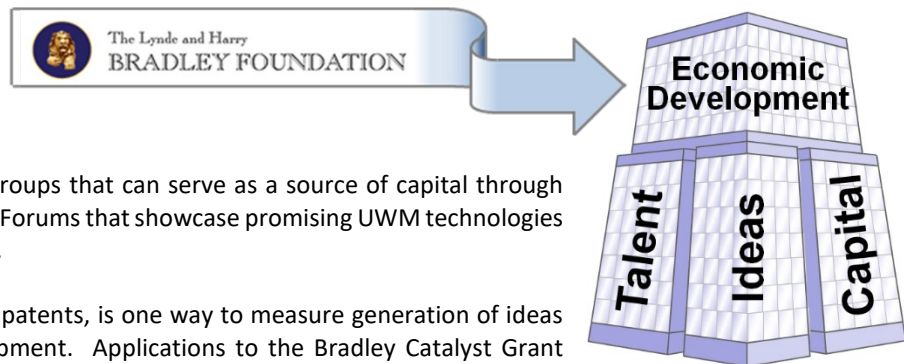 The Lynde and Harry
BRADLEY FOUNDATION
Economic
Development
Talent
Ideas
Capital
roups that can serve as a source of capital through
Forums that showcase promising UWM technologies
.
patents, is one way to measure generation of ideas
pment. Applications to the Bradley Catalyst Grant